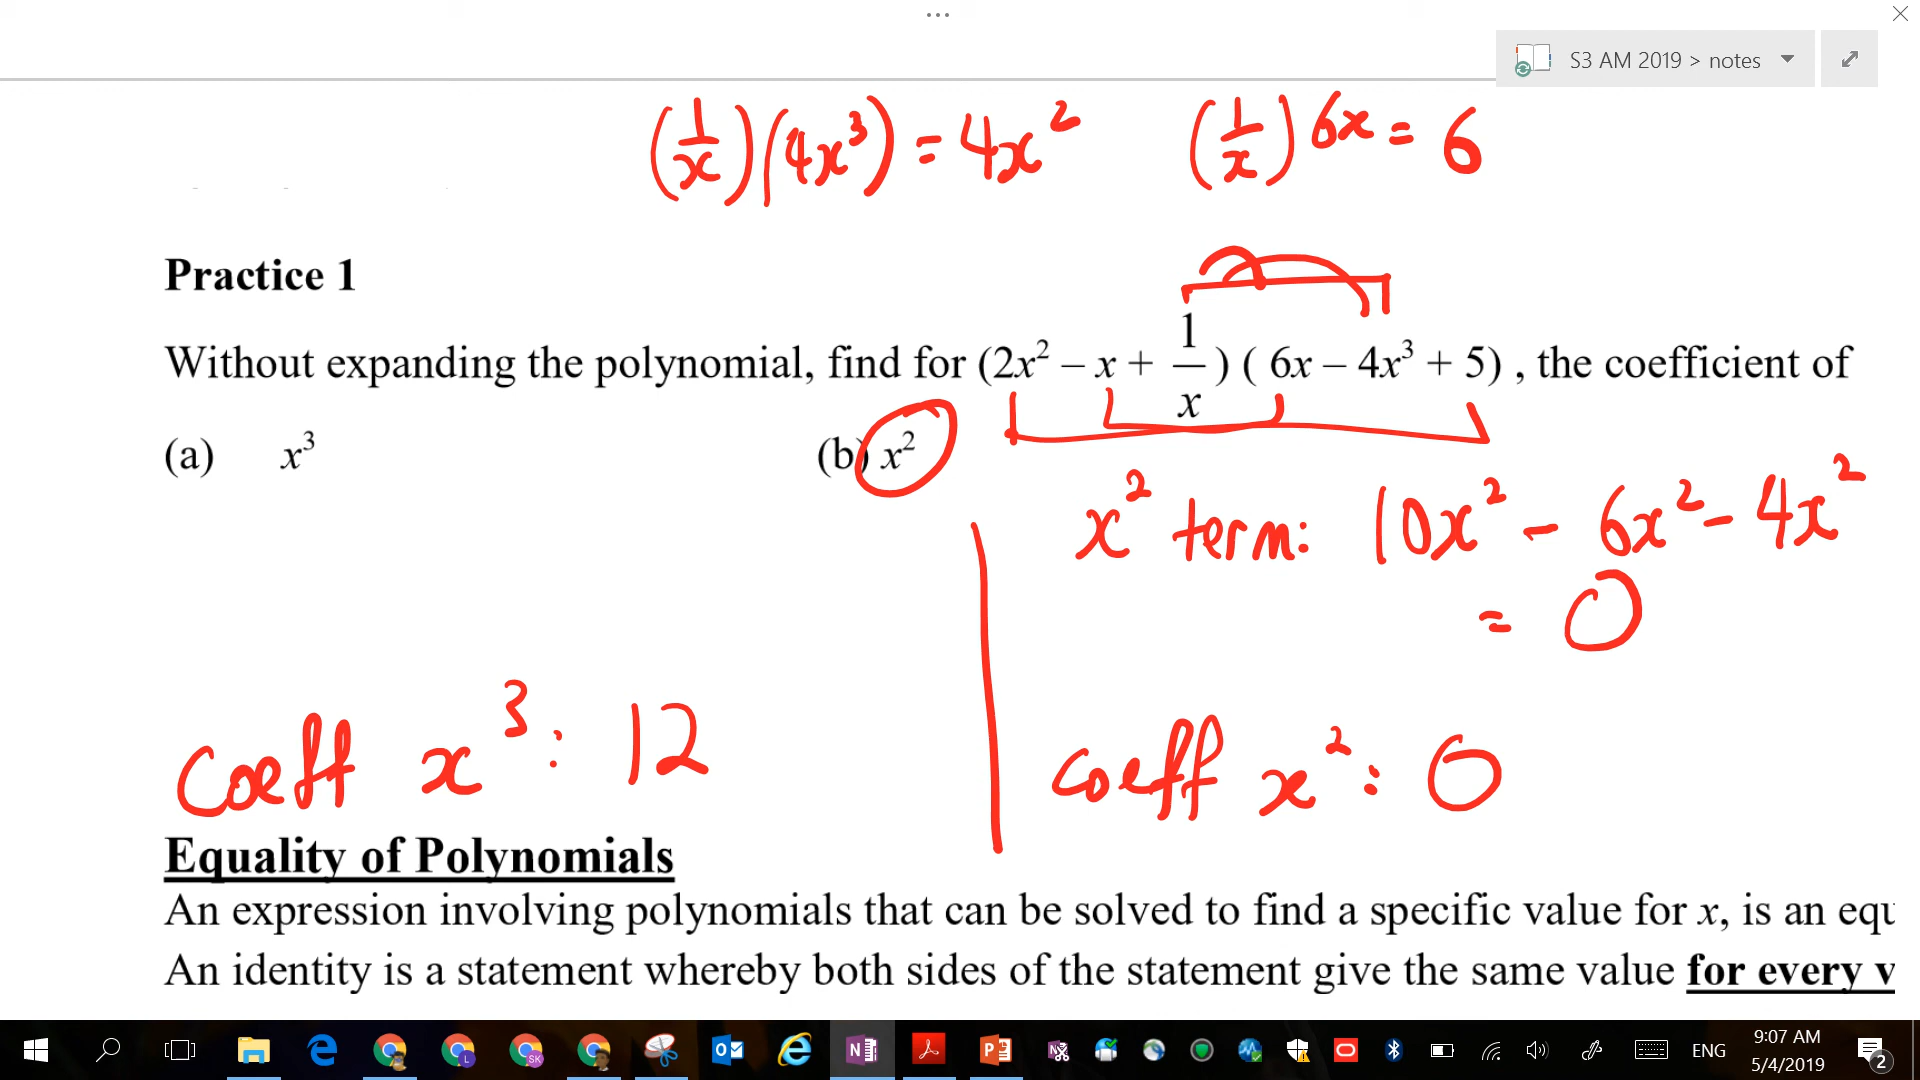 S3 AM 2019 > notes
(1/x)(4x³) = 4x² (1/x) 6x = 6
Practice 1
Without expanding the polynomial, find for (2x² – x + 1/x) ( 6x – 4x³ + 5) , the coefficient of
(a) x³ (b) x²
x² term: 10x² - 6x² - 4x²
= 0
coeff x³ : 12 coeff x² : 0
Equality of Polynomials
An expression involving polynomials that can be solved to find a specific value for x, is an equ
An identity is a statement whereby both sides of the statement give the same value for every v
L SK N P ENG 9:07 AM
5/4/2019 2